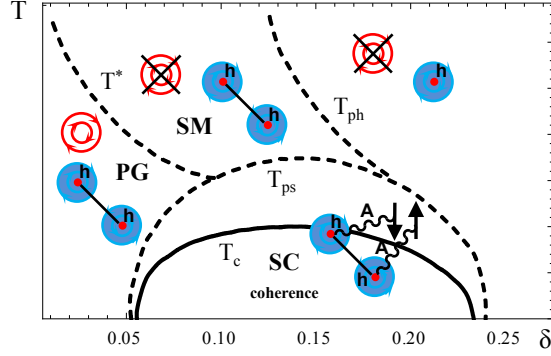 T
h
T*
h
h
SM
T_ph
PG
h
T_ps
h
A
h
T_c
A
SC
h
coherence
0.05
0.10
0.15
0.20
0.25
δ